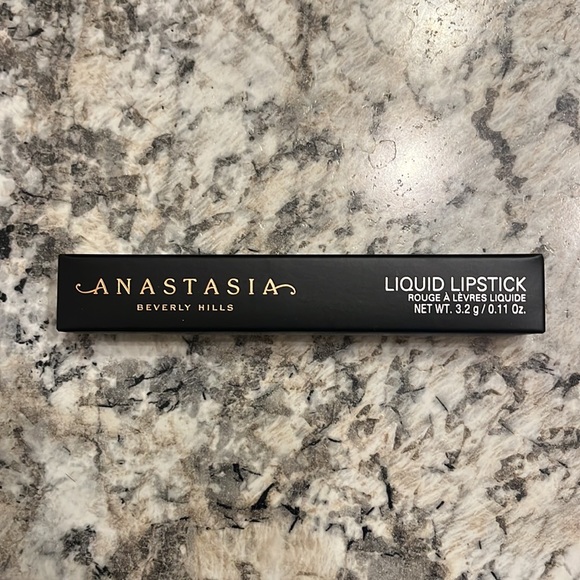 ANASTASIA
BEVERLY HILLS
LIQUID LIPSTICK
ROUGE À LÈVRES LIQUIDE
NET WT. 3.2 g / 0.11 Oz.